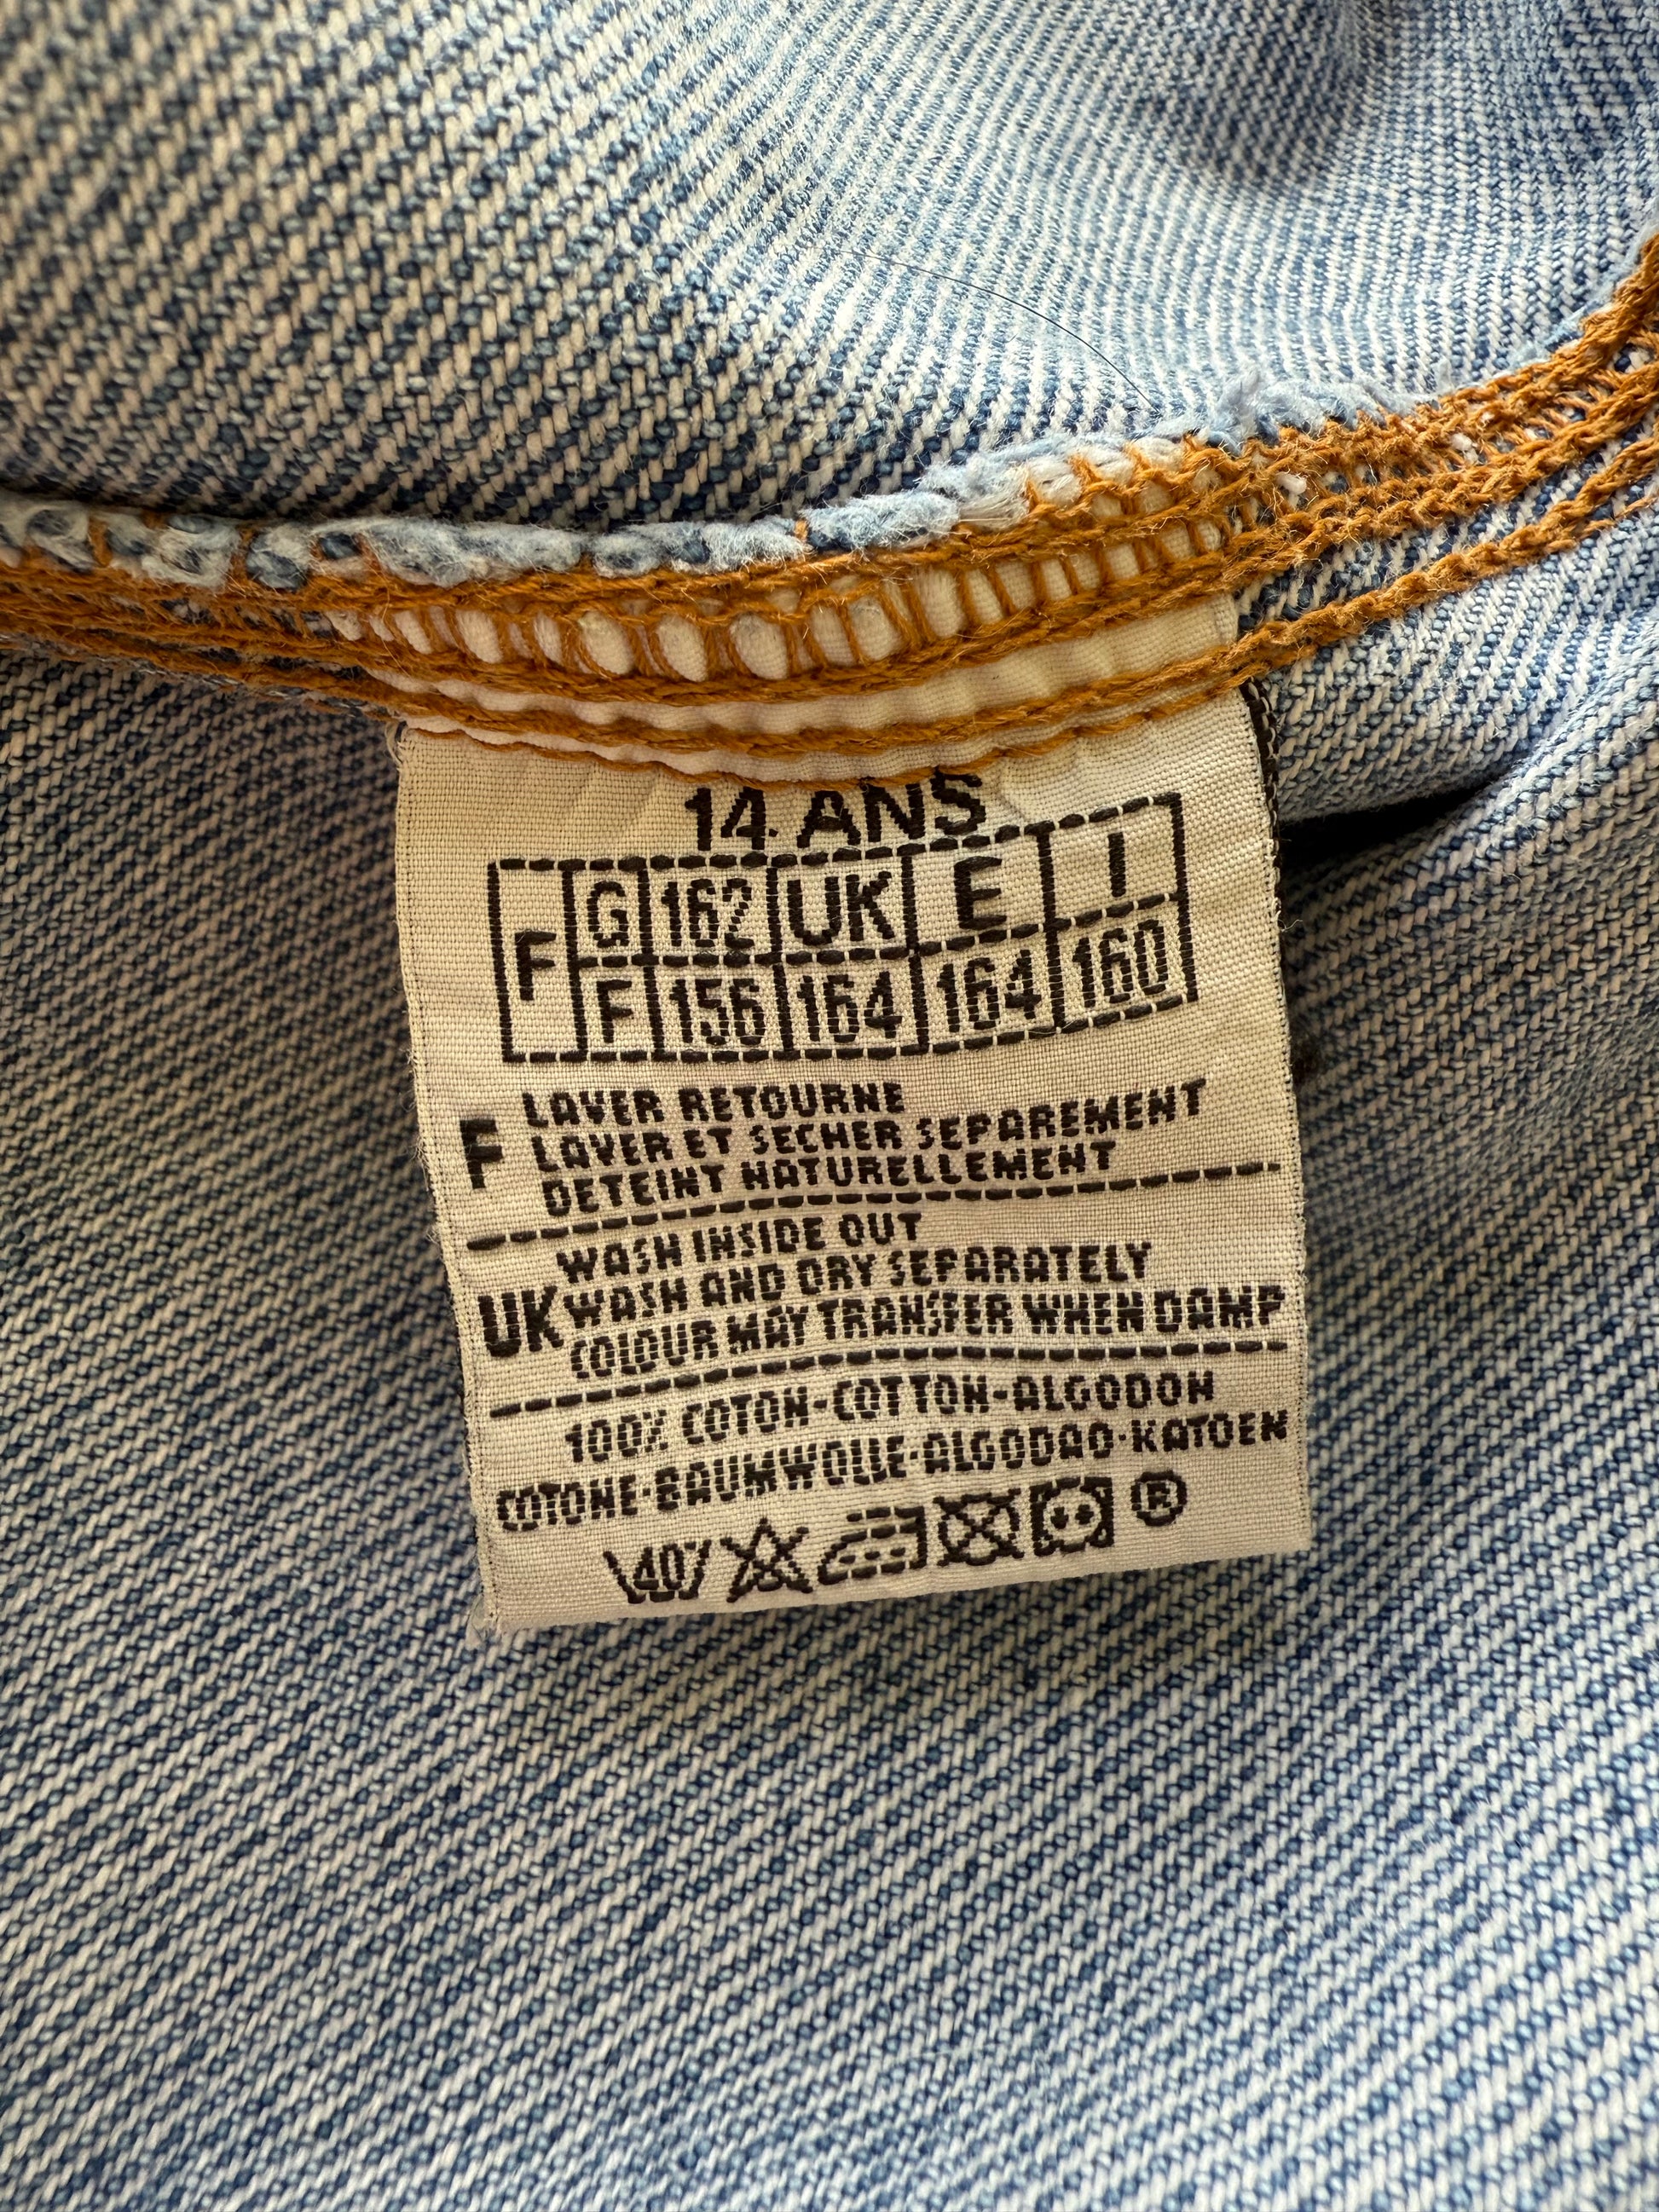 14 ANS
F G 162 UK E I
F 156 164 164 160
F LAVER RETOURNE
LAVER ET SECHER SEPAREMENT
DETEINT NATURELLEMENT
WASH INSIDE OUT
UK WASH AND DRY SEPARATELY
COLOUR MAY TRANSFER WHEN DAMP
100% COTON-COTTON-ALGODON
COTONE-BAUMWOLLE-ALGODAO-KATOEN
40° ®